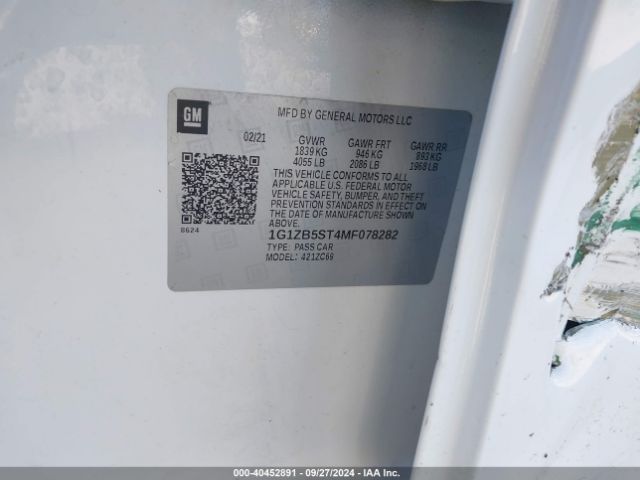 GM
MFD BY GENERAL MOTORS LLC
02/21 GVWR GAWR FRT GAWR RR
1839 KG 946 KG 893 KG
4055 LB 2086 LB 1968 LB
THIS VEHICLE CONFORMS TO ALL
APPLICABLE U.S. FEDERAL MOTOR
VEHICLE SAFETY, BUMPER, AND THEFT
PREVENTION STANDARDS IN EFFECT ON
THE DATE OF MANUFACTURE SHOWN
ABOVE.
8624
1G1ZB5ST4MF078282
TYPE: PASS CAR
MODEL: 421ZC69
000-40452891 - 09/27/2024 - IAA Inc.